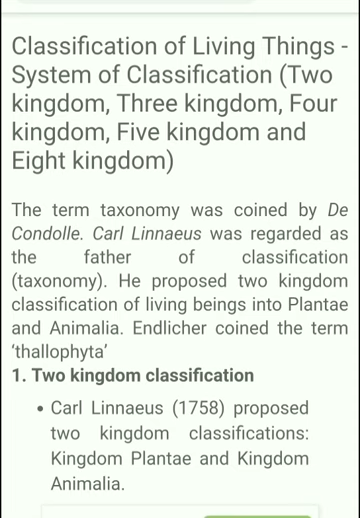 Classification of Living Things -
System of Classification (Two
kingdom, Three kingdom, Four
kingdom, Five kingdom and
Eight kingdom)
The term taxonomy was coined by De
Condolle. Carl Linnaeus was regarded as
the father of classification
(taxonomy). He proposed two kingdom
classification of living beings into Plantae
and Animalia. Endlicher coined the term
‘thallophyta’
1. Two kingdom classification
• Carl Linnaeus (1758) proposed
two kingdom classifications:
Kingdom Plantae and Kingdom
Animalia.